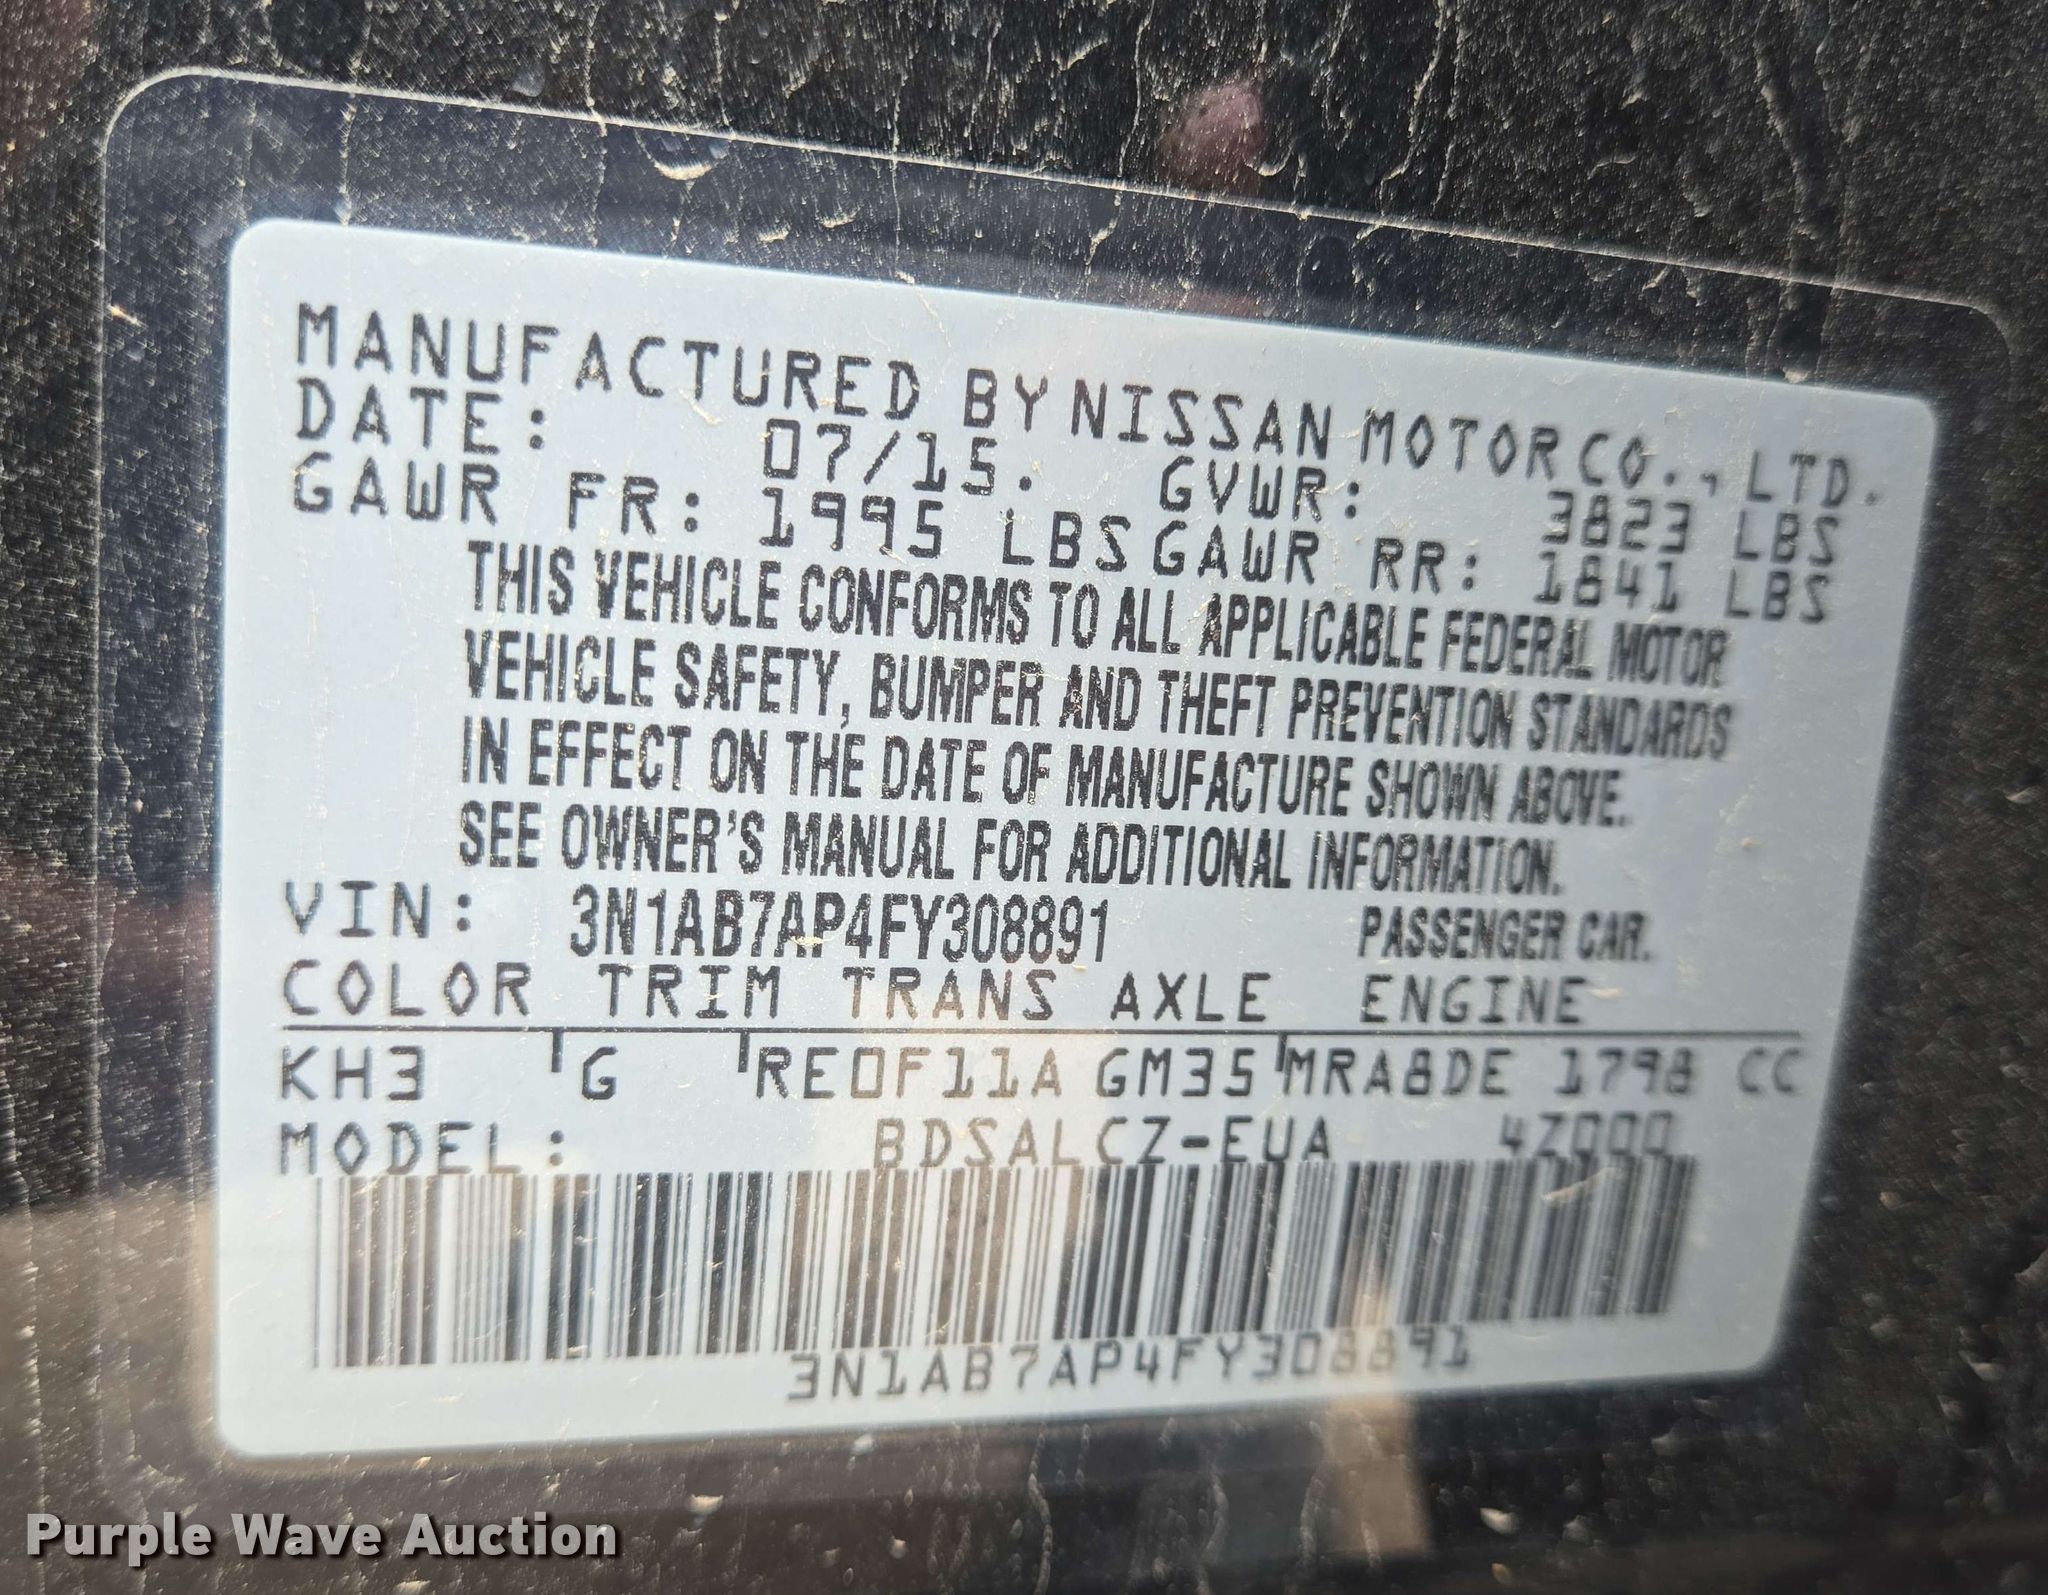 MANUFACTURED BY NISSAN MOTOR CO., LTD.
DATE: 07/15. GVWR: 3823 LBS
GAWR FR: 1995 LBS GAWR RR: 1841 LBS
THIS VEHICLE CONFORMS TO ALL APPLICABLE FEDERAL MOTOR
VEHICLE SAFETY, BUMPER AND THEFT PREVENTION STANDARDS
IN EFFECT ON THE DATE OF MANUFACTURE SHOWN ABOVE.
SEE OWNER'S MANUAL FOR ADDITIONAL INFORMATION.
VIN: 3N1AB7AP4FY308891 PASSENGER CAR.
COLOR TRIM TRANS AXLE ENGINE
KH3 G RE0F11A GM35 MRA8DE 1798 CC
MODEL: BDSALCZ-EUA 4Z000
3N1AB7AP4FY308891
Purple Wave Auction